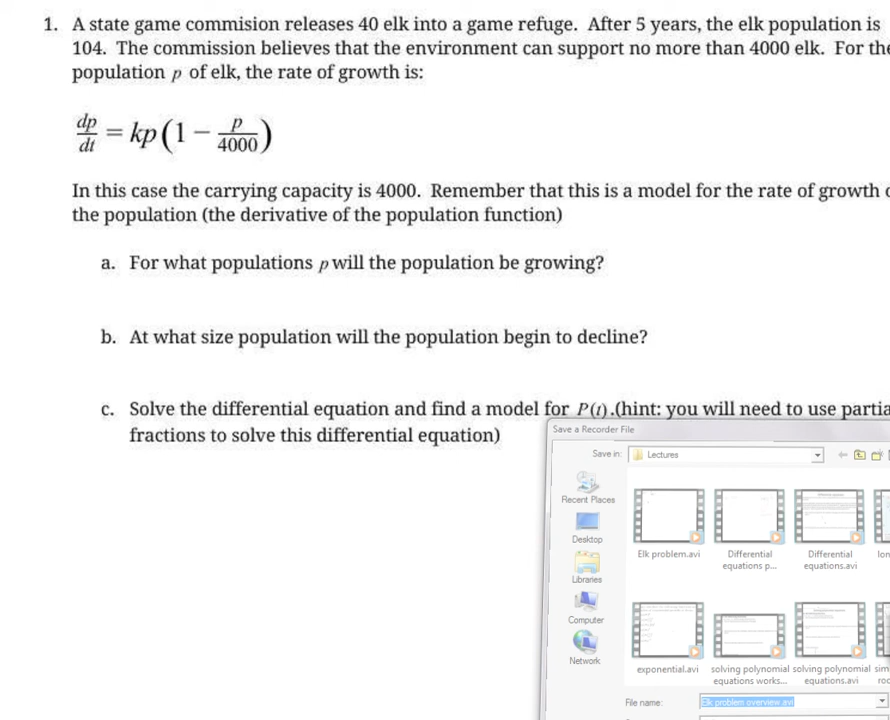 1. A state game commision releases 40 elk into a game refuge. After 5 years, the elk population is
104. The commission believes that the environment can support no more than 4000 elk. For the
population p of elk, the rate of growth is:
dp/dt = kp(1 − p/4000)
In this case the carrying capacity is 4000. Remember that this is a model for the rate of growth
the population (the derivative of the population function)
a. For what populations p will the population be growing?
b. At what size population will the population begin to decline?
c. Solve the differential equation and find a model for P(t).(hint: you will need to use partia
fractions to solve this differential equation)
Save a Recorder File
Save in: Lectures
Recent Places
Desktop
Libraries
Computer
Network
Elk problem.avi
Differential
equations p...
Differential
equations.avi
lon
exponential.avi
solving polynomial
equations works...
solving polynomial
equations.avi
sim
roo
File name: Elk problem overview.avi